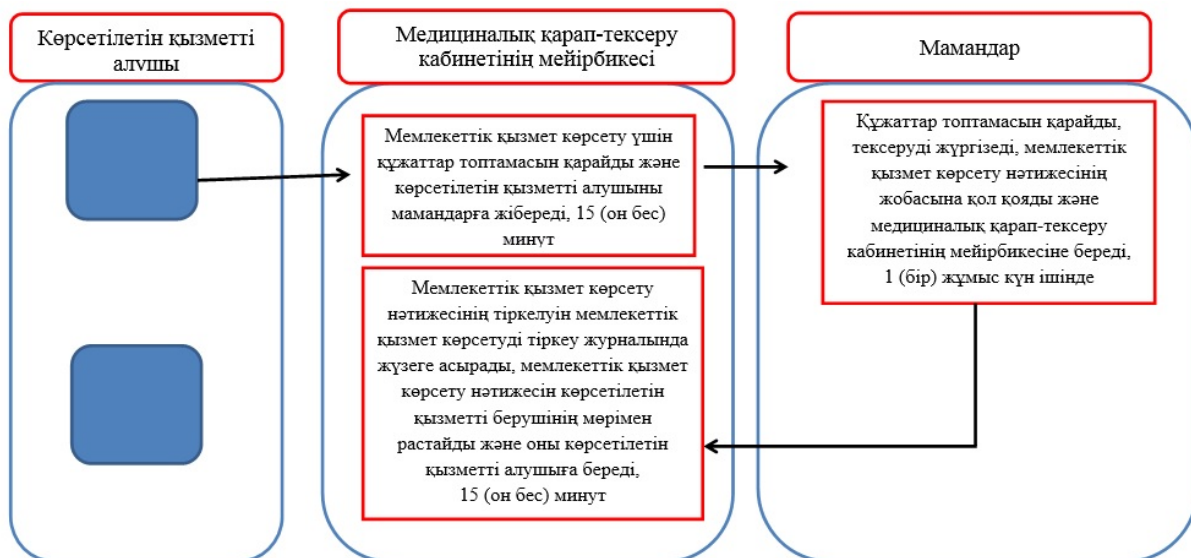 Көрсетілетін қызметті
алушы
Медициналық қарап-тексеру
кабинетінің мейірбикесі
Мамандар
Мемлекеттік қызмет көрсету үшін
құжаттар топтамасын қарайды және
көрсетілетін қызметті алушыны
мамандарға жібереді, 15 (он бес)
минут
Құжаттар топтамасын қарайды,
тексеруді жүргізеді, мемлекеттік
қызмет көрсету нәтижесінің
жобасына қол қояды және
медициналық қарап-тексеру
кабинетінің мейірбикесіне береді,
1 (бір) жұмыс күн ішінде
Мемлекеттік қызмет көрсету
нәтижесінің тіркелуін мемлекеттік
қызмет көрсетуді тіркеу журналында
жүзеге асырады, мемлекеттік қызмет
көрсету нәтижесін көрсетілетін
қызметті берушінің мөрімен
растайды және оны көрсетілетін
қызметті алушыға береді,
15 (он бес) минут